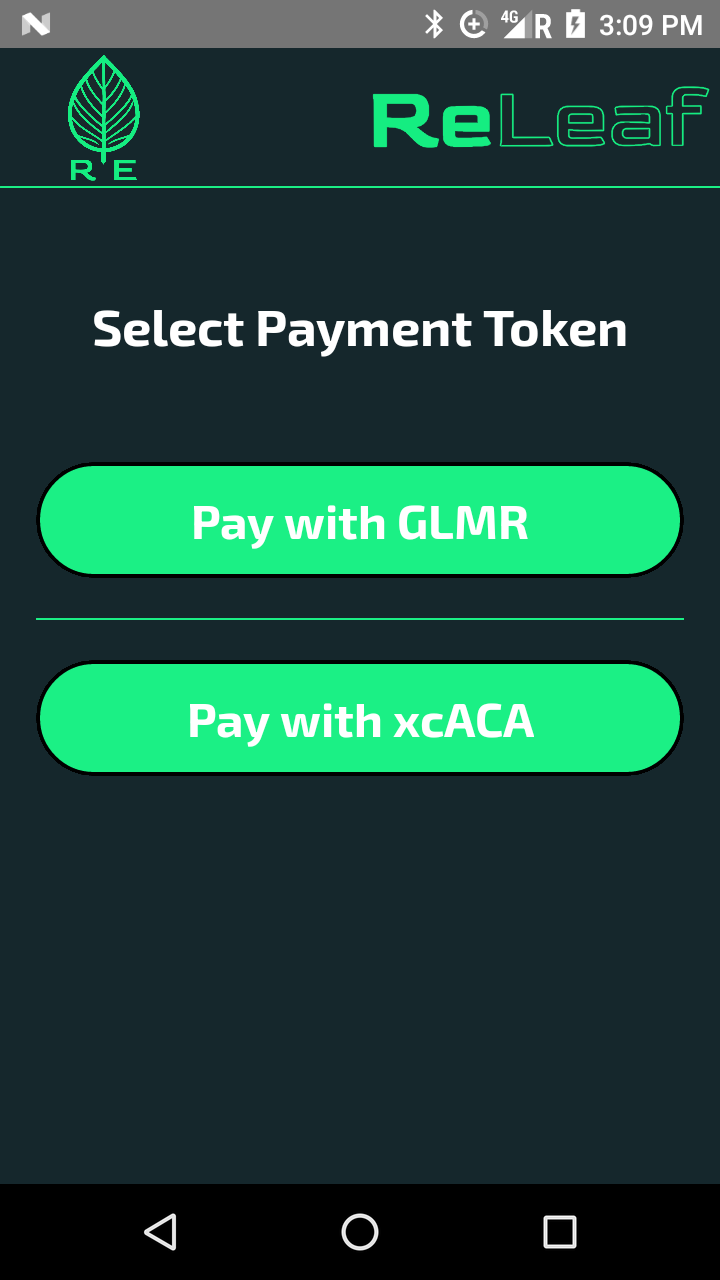 4G R 3:09 PM
R E
ReLeaf
Select Payment Token
Pay with GLMR
Pay with xcACA